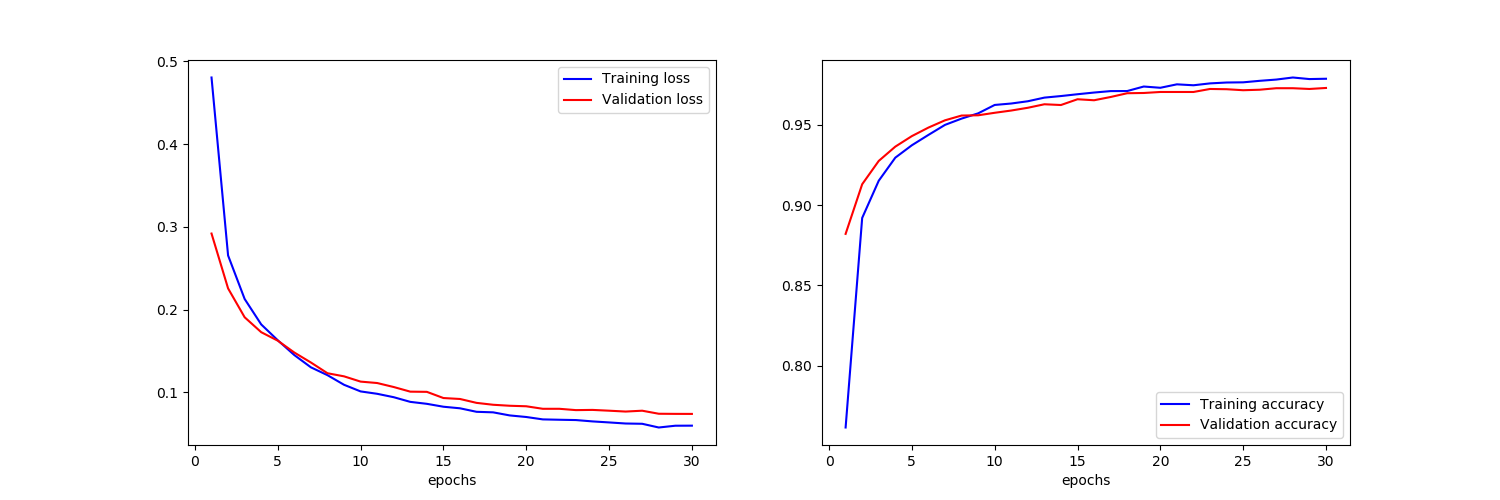 0.5
0.4
0.3
0.2
0.1
0 5 10 15 20 25 30
epochs
Training loss
Validation loss
0.95
0.90
0.85
0.80
0 5 10 15 20 25 30
epochs
Training accuracy
Validation accuracy